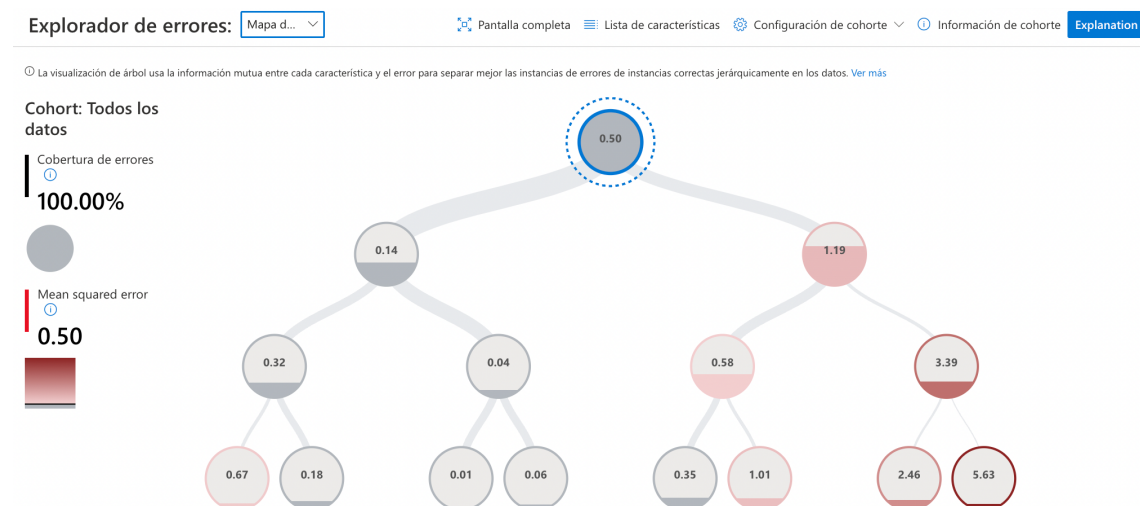 Explorador de errores:
Mapa d...
Pantalla completa
Lista de características
Configuración de cohorte
Información de cohorte
Explanation
La visualización de árbol usa la información mutua entre cada característica y el error para separar mejor las instancias de errores de instancias correctas jerárquicamente en los datos. Ver más
Cohort: Todos los
datos
Cobertura de errores
100.00%
Mean squared error
0.50
0.50
0.14
1.19
0.32
0.04
0.58
3.39
0.67
0.18
0.01
0.06
0.35
1.01
2.46
5.63